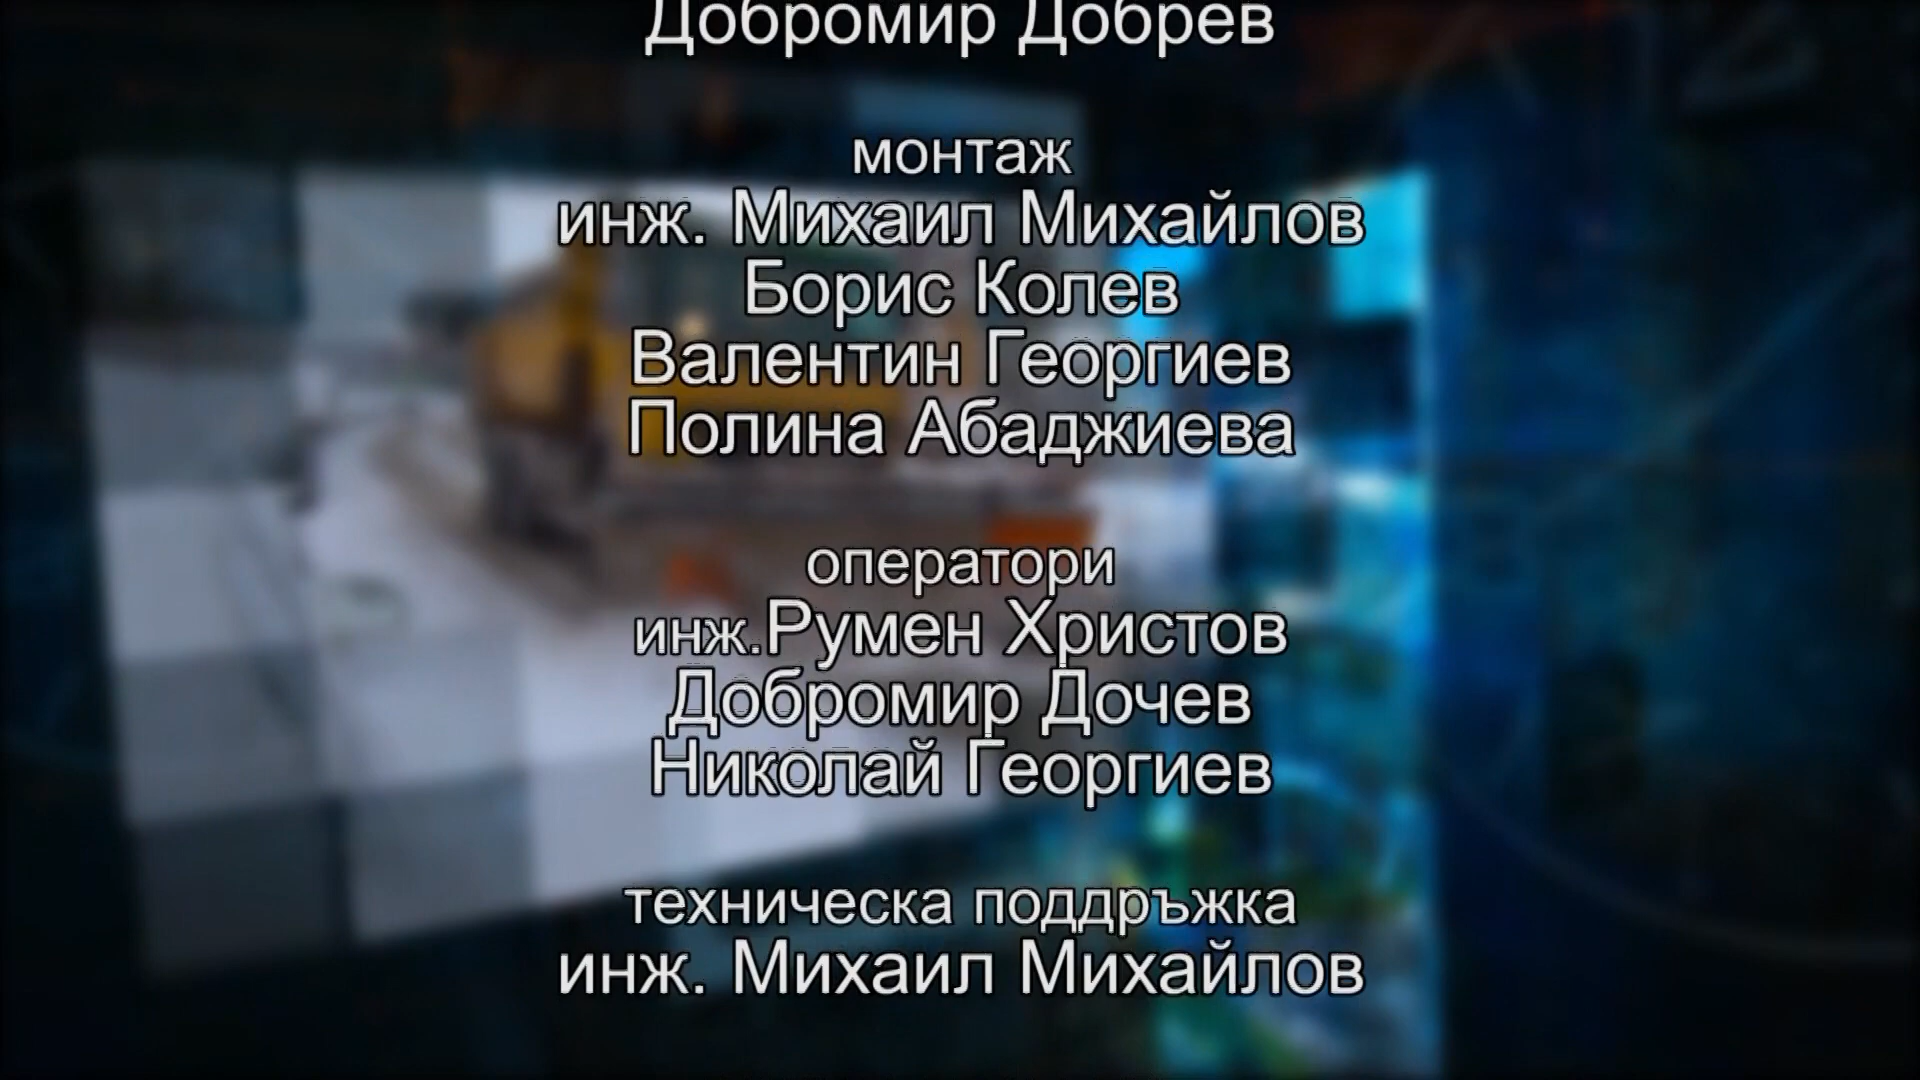 Добромир Добрев
монтаж
инж. Михаил Михайлов
Борис Колев
Валентин Георгиев
Полина Абаджиева
оператори
инж.Румен Христов
Добромир Дочев
Николай Георгиев
техническа поддръжка
инж. Михаил Михайлов